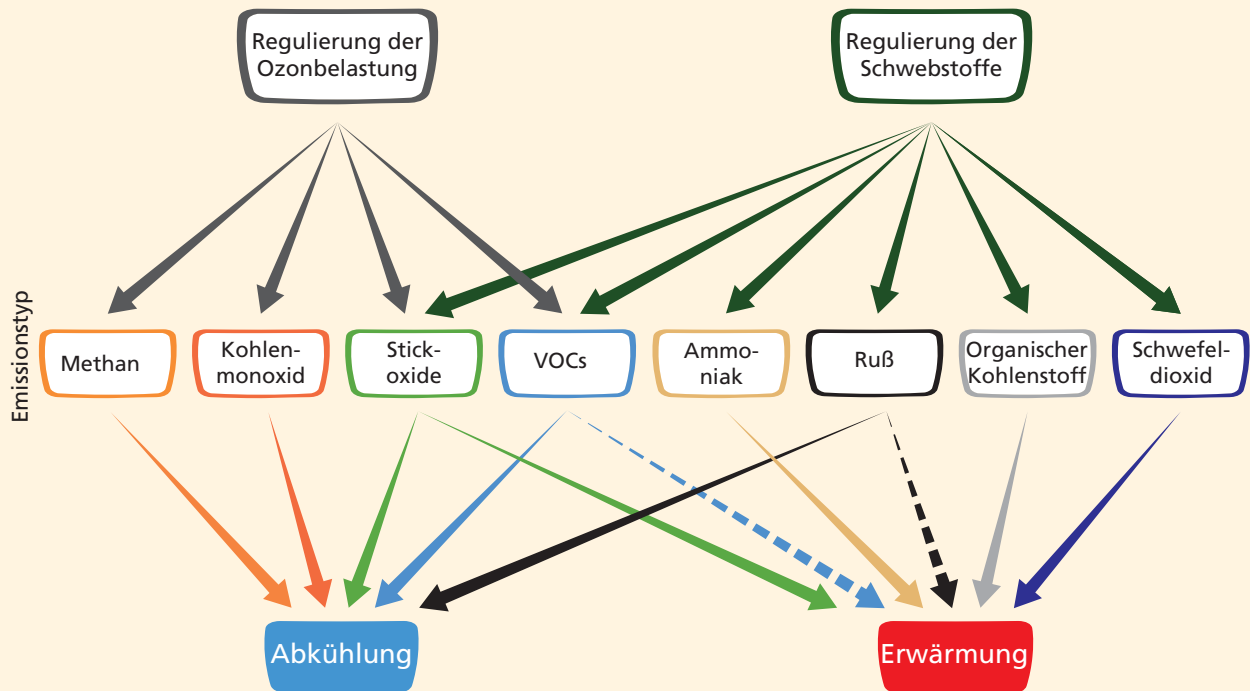 Regulierung der
Ozonbelastung
Regulierung der
Schwebstoffe
Emissionstyp
Methan
Kohlen-
monoxid
Stick-
oxide
VOCs
Ammo-
niak
Ruß
Organischer
Kohlenstoff
Schwefel-
dioxid
Abkühlung
Erwärmung